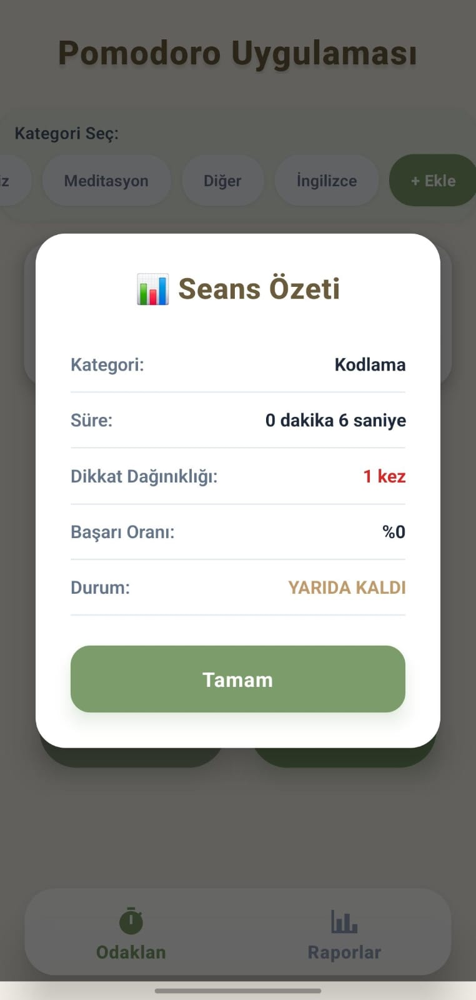 Pomodoro Uygulaması
Kategori Seç:
iz Meditasyon Diğer İngilizce + Ekle
Seans Özeti
Kategori: Kodlama
Süre: 0 dakika 6 saniye
Dikkat Dağınıklığı: 1 kez
Başarı Oranı: %0
Durum: YARIDA KALDI
Tamam
Odaklan Raporlar